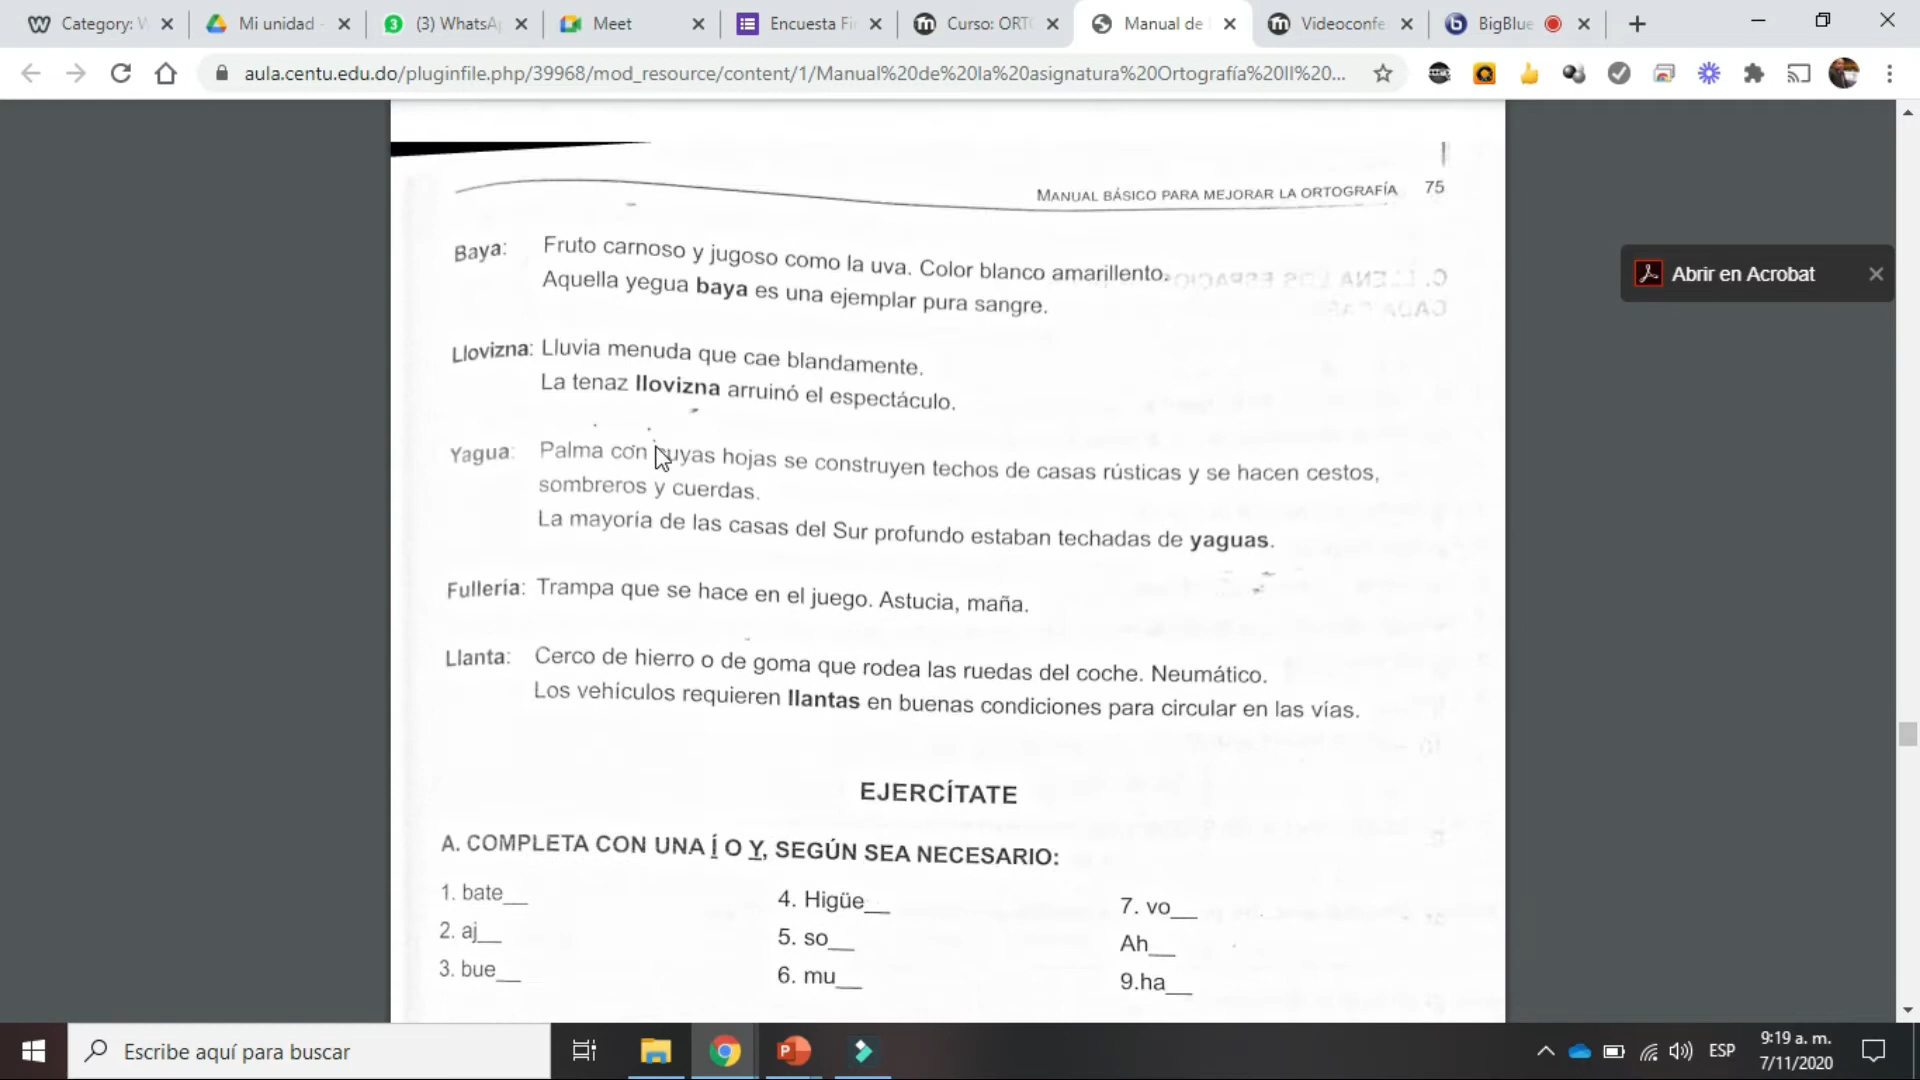 Category: W
Mi unidad -
(3) WhatsA
Meet
Encuesta Fi
Curso: ORT
Manual de
Videoconfe
BigBlue
aula.centu.edu.do/pluginfile.php/39968/mod_resource/content/1/Manual%20de%20la%20asignatura%20Ortografía%20II%20...
MANUAL BÁSICO PARA MEJORAR LA ORTOGRAFÍA 75
Baya: Fruto carnoso y jugoso como la uva. Color blanco amarillento.
Aquella yegua baya es una ejemplar pura sangre.
Abrir en Acrobat
Llovizna: Lluvia menuda que cae blandamente.
La tenaz llovizna arruinó el espectáculo.
Yagua: Palma con cuyas hojas se construyen techos de casas rústicas y se hacen cestos,
sombreros y cuerdas.
La mayoría de las casas del Sur profundo estaban techadas de yaguas.
Fullería: Trampa que se hace en el juego. Astucia, maña.
Llanta: Cerco de hierro o de goma que rodea las ruedas del coche. Neumático.
Los vehículos requieren llantas en buenas condiciones para circular en las vías.
EJERCÍTATE
A. COMPLETA CON UNA Í O Y, SEGÚN SEA NECESARIO:
1. bate__ 4. Higüe__ 7. vo__
2. aj__ 5. so__ Ah__
3. bue__ 6. mu__ 9.ha__
Escribe aquí para buscar
ESP
9:19 a. m.
7/11/2020